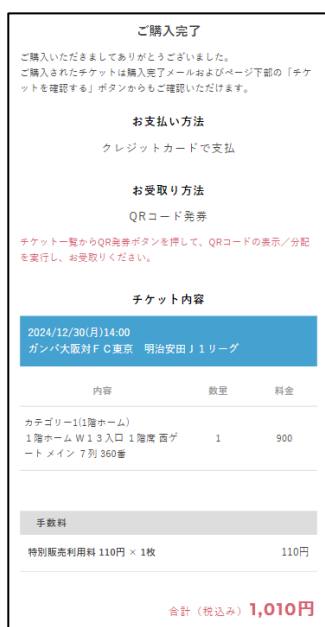 ご購入完了
ご購入いただきましてありがとうございました。
ご購入されたチケットは購入完了メールおよびページ下部の「チケ
ットを確認する」ボタンからもご確認いただけます。
お支払い方法
クレジットカードで支払
お受取り方法
QRコード発券
チケット一覧からQR発券ボタンを押して、QRコードの表示／分配
を実行し、お受取りください。
チケット内容
2024/12/30(月)14:00
ガンバ大阪対ＦＣ東京　明治安田Ｊ１リーグ
内容 数里 料金
カテゴリー1(1階ホーム)
１階ホーム Ｗ１３入口 １階席 西ゲ 1 900
ート メイン ７列 360番
手数料
特別販売利用料 110円 × 1枚 110円
合計（税込み）1,010円